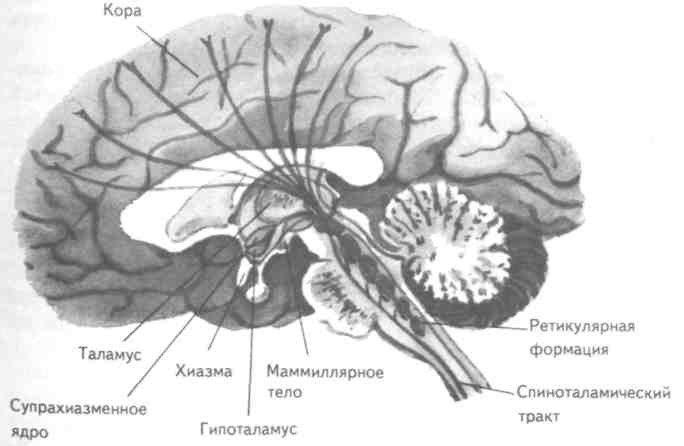 Кора
Ретикулярная
формация
Таламус
Хиазма
Маммиллярное
тело
Спиноталамический
тракт
Супрахиазменное
ядро
Гипоталамус